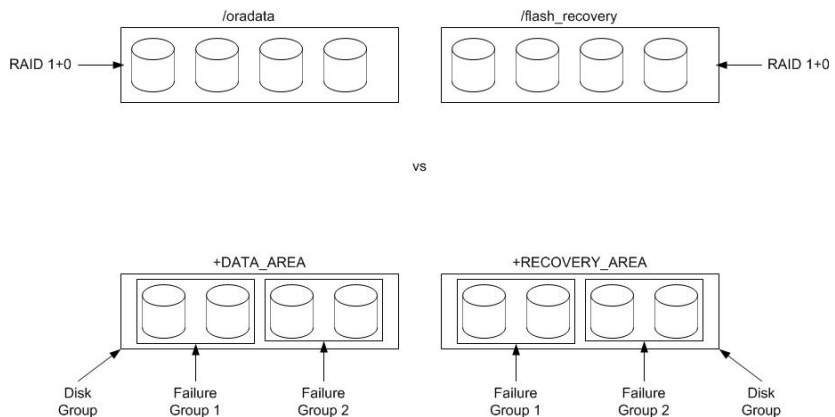 /oradata
/flash_recovery
RAID 1+0
RAID 1+0
vs
+DATA_AREA
+RECOVERY_AREA
Disk
Group
Failure
Group 1
Failure
Group 2
Failure
Group 1
Failure
Group 2
Disk
Group